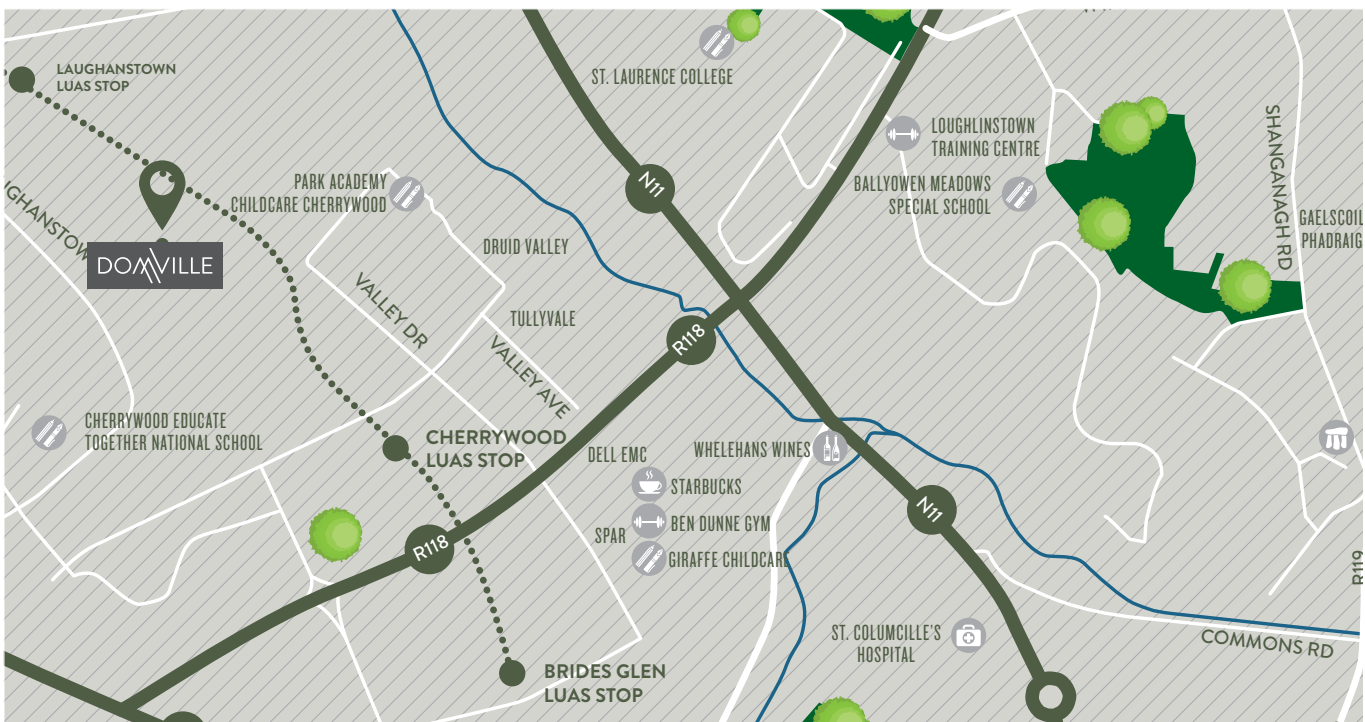 LAUGHANSTOWN
LUAS STOP
ST. LAURENCE COLLEGE
N11
LOUGHLINSTOWN
TRAINING CENTRE
SHANGANAGH RD
PARK ACADEMY
CHILDCARE CHERRYWOOD
BALLYOWEN MEADOWS
SPECIAL SCHOOL
GAELSCOIL
PHADRAIG
DOMVILLE
DRUID VALLEY
VALLEY DR
TULLYVALE
R118
VALLEY AVE
CHERRYWOOD EDUCATE
TOGETHER NATIONAL SCHOOL
CHERRYWOOD
LUAS STOP
DELL EMC
WHELEHANS WINES
STARBUCKS
N11
SPAR
BEN DUNNE GYM
R118
GIRAFFE CHILDCARE
R119
ST. COLUMCILLE'S
HOSPITAL
COMMONS RD
BRIDES GLEN
LUAS STOP